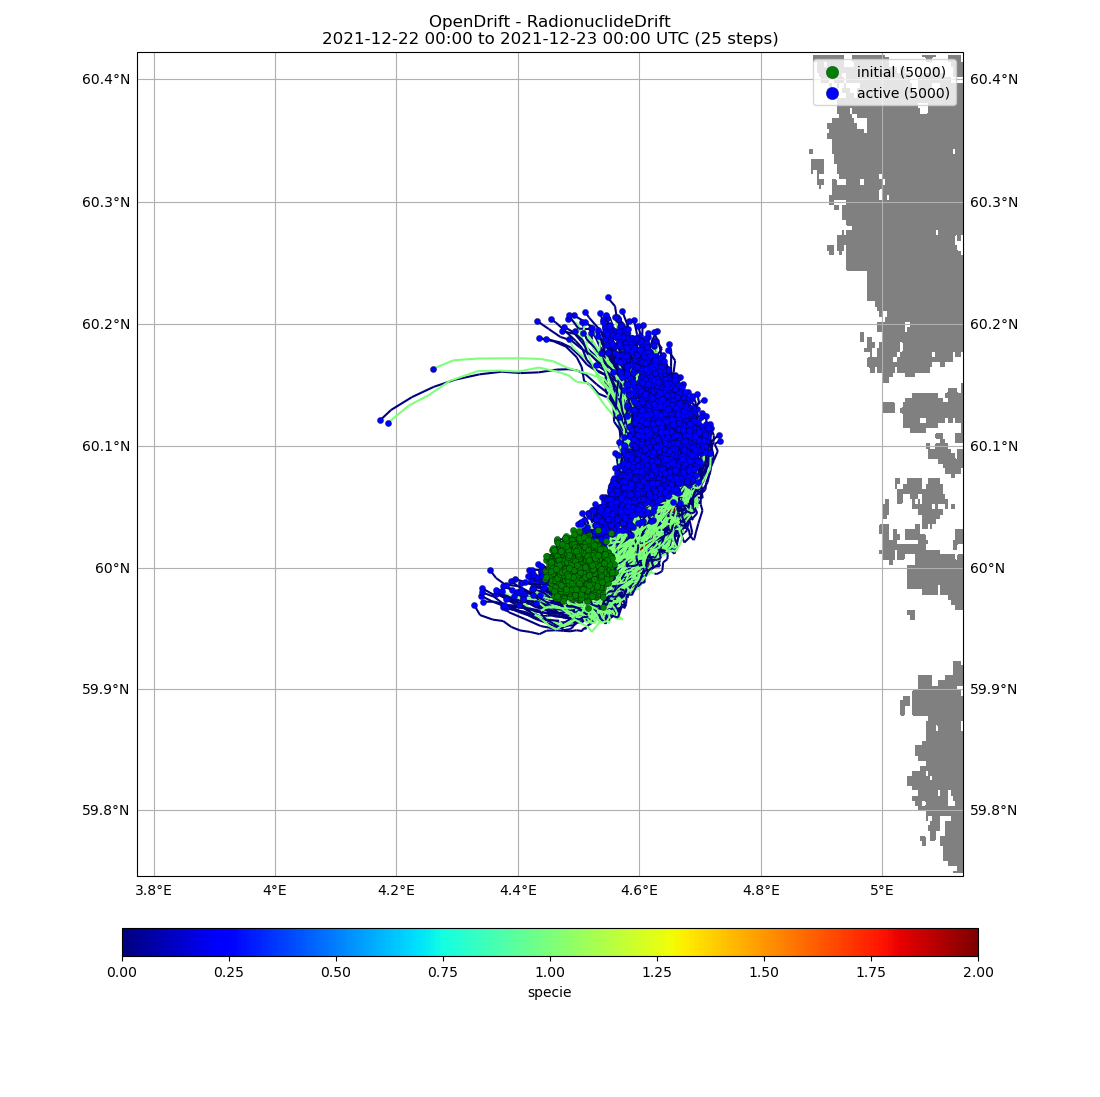 OpenDrift - RadionuclideDrift
2021-12-22 00:00 to 2021-12-23 00:00 UTC (25 steps)
initial (5000)
active (5000)
60.4°N 60.4°N
60.3°N 60.3°N
60.2°N 60.2°N
60.1°N 60.1°N
60°N 60°N
59.9°N 59.9°N
59.8°N 59.8°N
3.8°E 4°E 4.2°E 4.4°E 4.6°E 4.8°E 5°E
0.00 0.25 0.50 0.75 1.00 1.25 1.50 1.75 2.00
specie